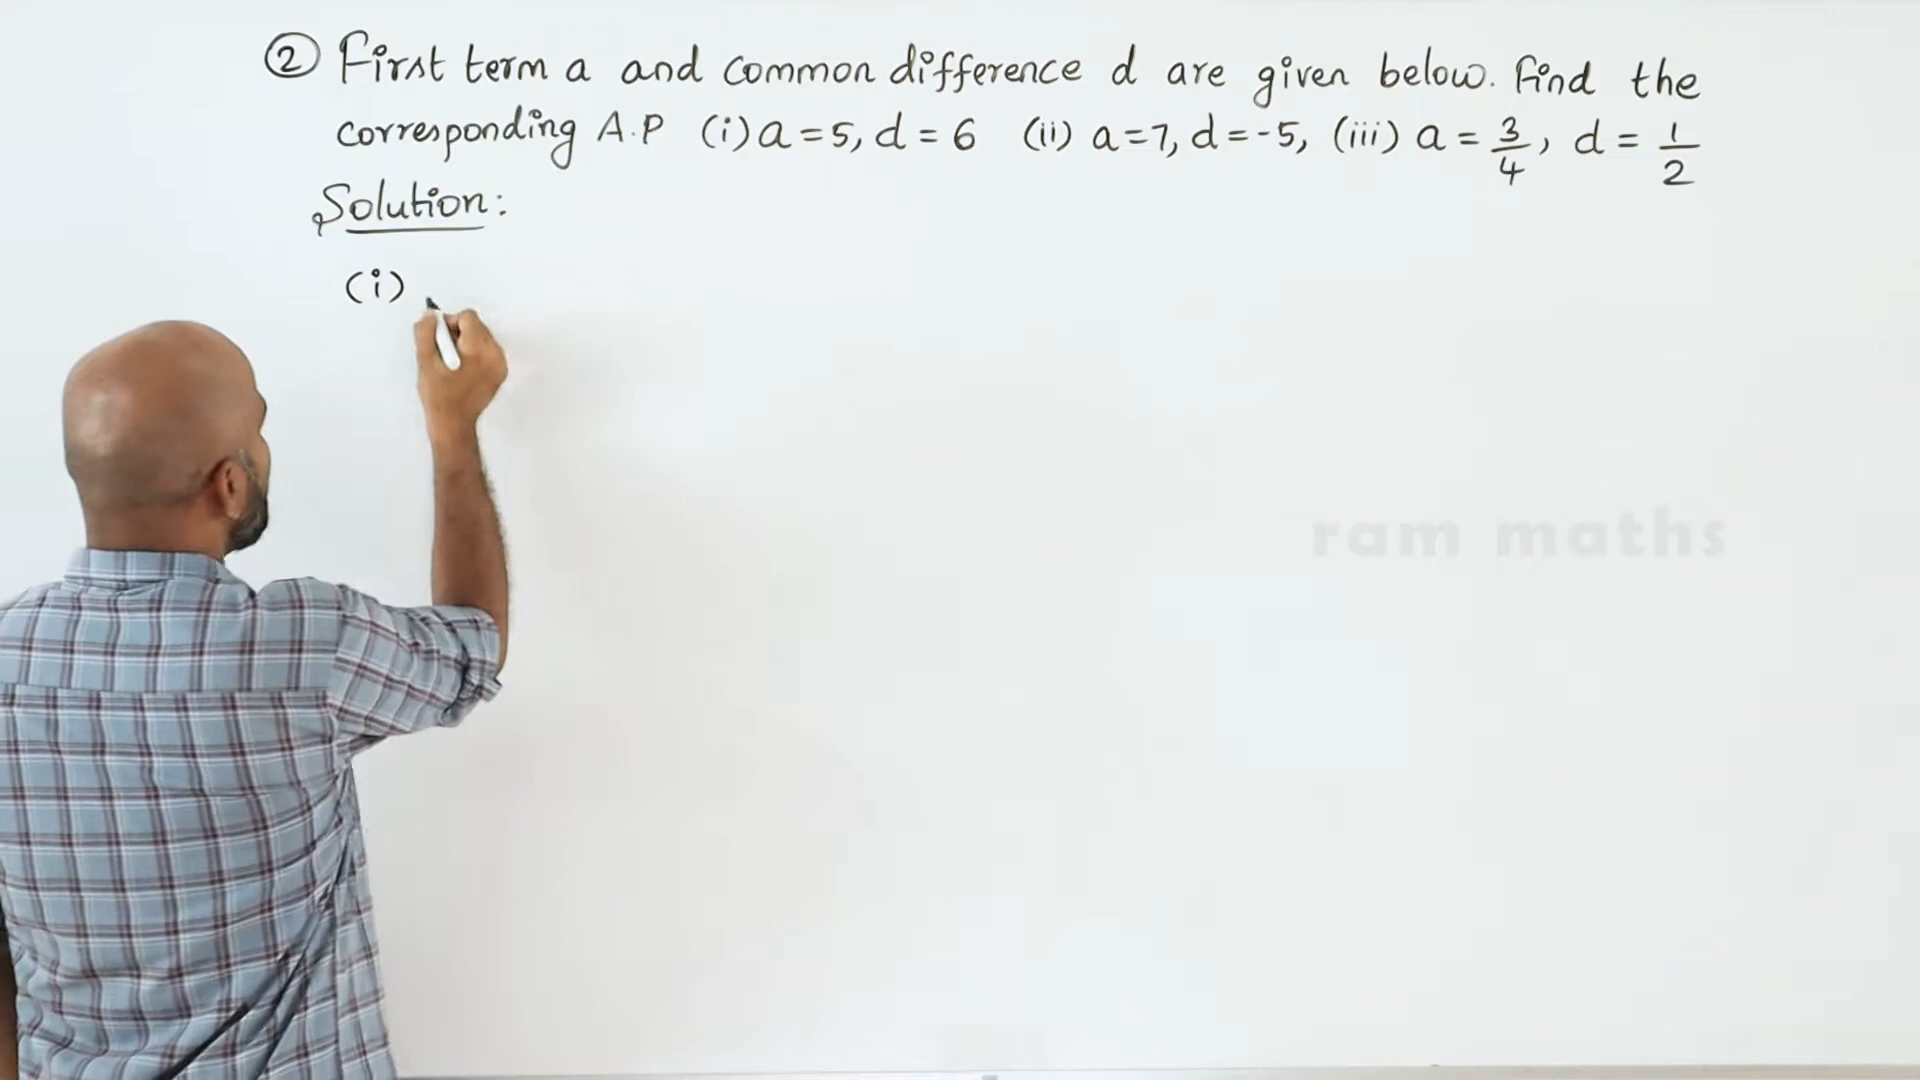 ② First term a and common difference d are given below. Find the
corresponding A.P (i) a = 5, d = 6 (ii) a = 7, d = -5, (iii) a = 3/4, d = 1/2
Solution:
(i)
ram maths